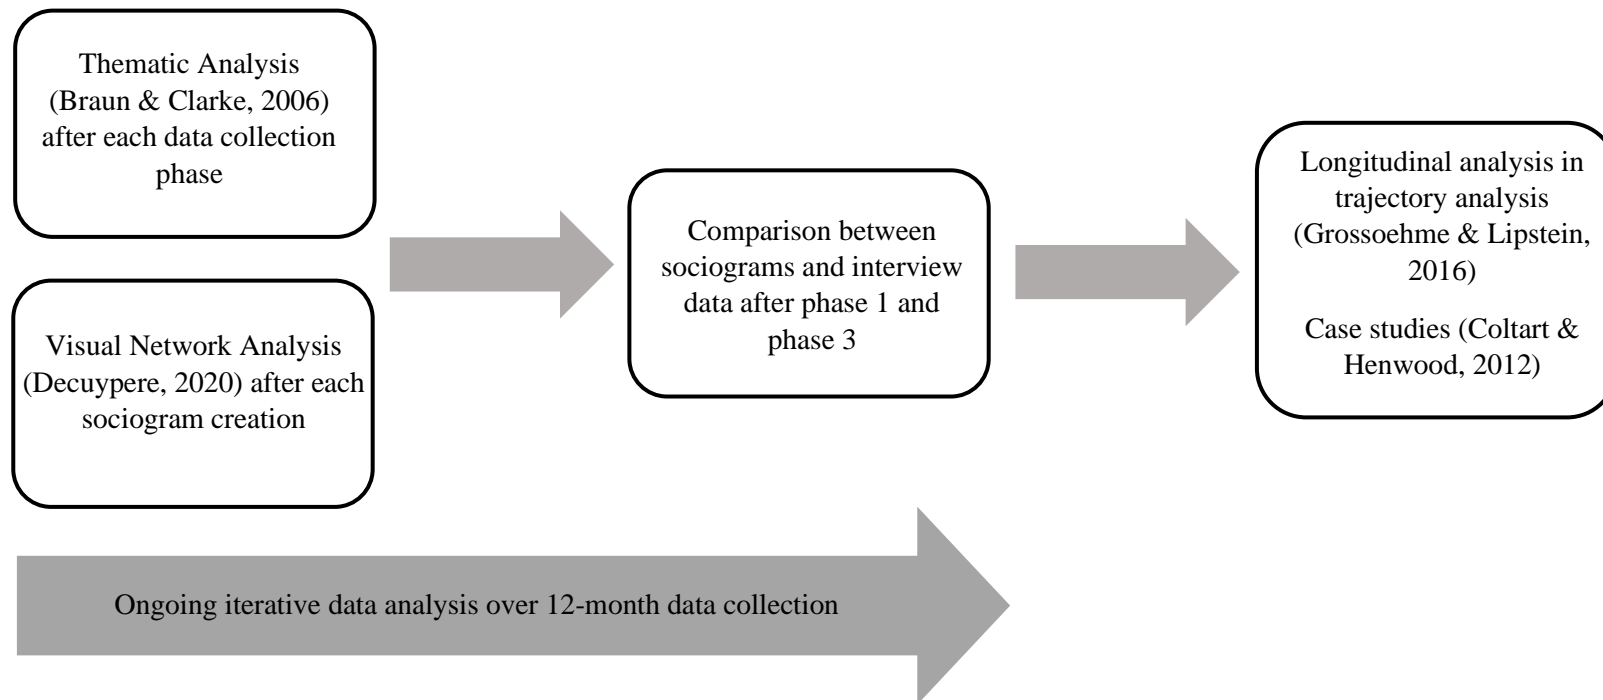 Thematic Analysis
(Braun & Clarke, 2006)
after each data collection
phase
Visual Network Analysis
(Decuypere, 2020) after each
sociogram creation
Comparison between
sociograms and interview
data after phase 1 and
phase 3
Longitudinal analysis in
trajectory analysis
(Grossoehme & Lipstein,
2016)
Case studies (Coltart &
Henwood, 2012)
Ongoing iterative data analysis over 12-month data collection